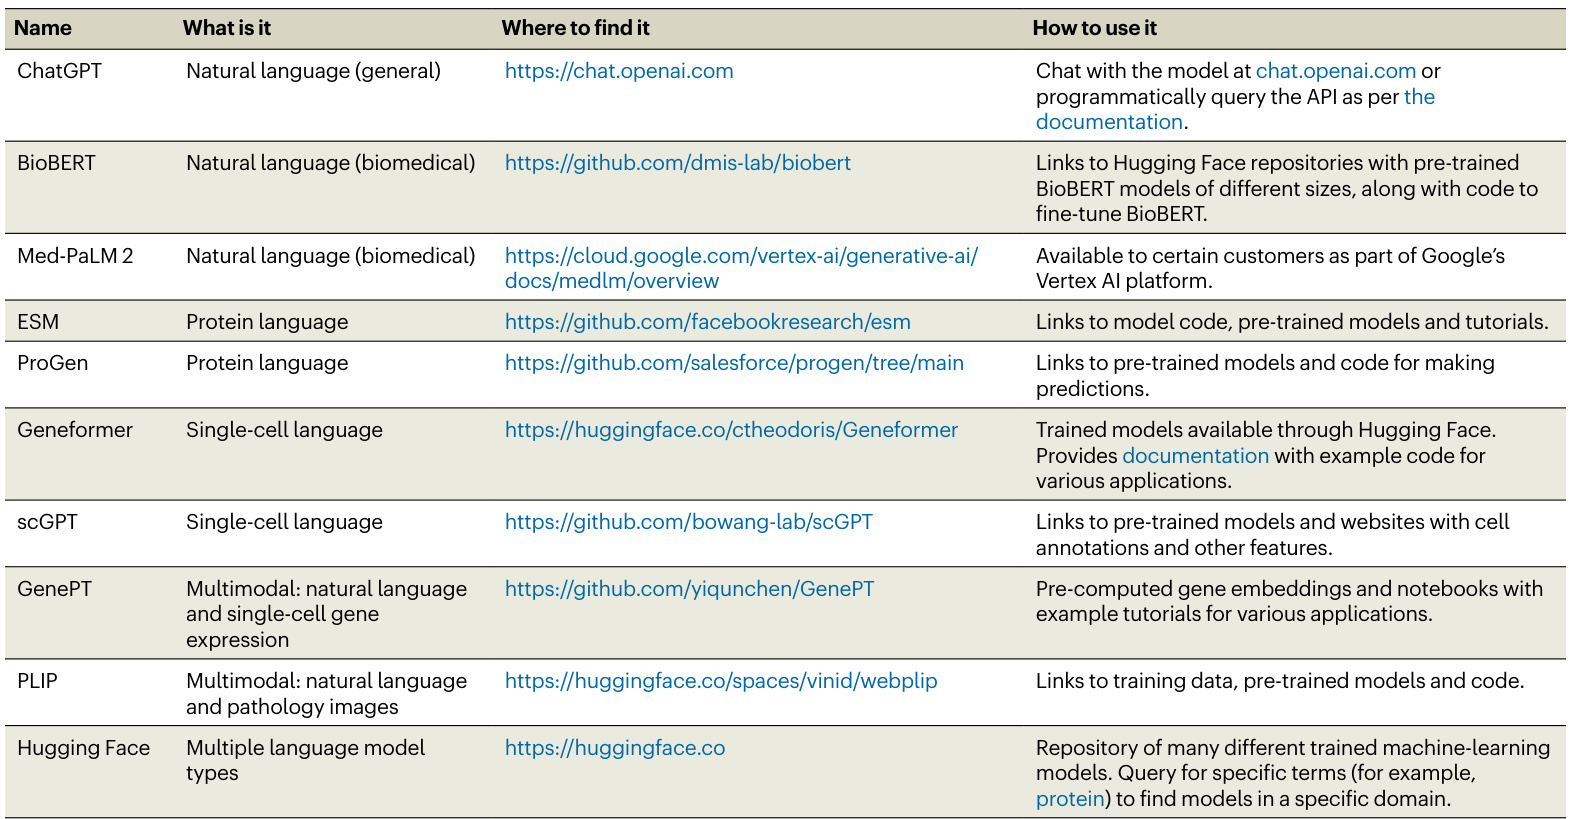 Name What is it Where to find it How to use it
ChatGPT Natural language (general) https://chat.openai.com Chat with the model at chat.openai.com or
programmatically query the API as per the
documentation.
BioBERT Natural language (biomedical) https://github.com/dmis-lab/biobert Links to Hugging Face repositories with pre-trained
BioBERT models of different sizes, along with code to
fine-tune BioBERT.
Med-PaLM 2 Natural language (biomedical) https://cloud.google.com/vertex-ai/generative-ai/ Available to certain customers as part of Google’s
docs/medlm/overview Vertex AI platform.
ESM Protein language https://github.com/facebookresearch/esm Links to model code, pre-trained models and tutorials.
ProGen Protein language https://github.com/salesforce/progen/tree/main Links to pre-trained models and code for making
predictions.
Geneformer Single-cell language https://huggingface.co/ctheodoris/Geneformer Trained models available through Hugging Face.
Provides documentation with example code for
various applications.
scGPT Single-cell language https://github.com/bowang-lab/scGPT Links to pre-trained models and websites with cell
annotations and other features.
GenePT Multimodal: natural language https://github.com/yiqunchen/GenePT Pre-computed gene embeddings and notebooks with
and single-cell gene example tutorials for various applications.
expression
PLIP Multimodal: natural language https://huggingface.co/spaces/vinid/webplip Links to training data, pre-trained models and code.
and pathology images
Hugging Face Multiple language model https://huggingface.co Repository of many different trained machine-learning
types models. Query for specific terms (for example,
protein) to find models in a specific domain.